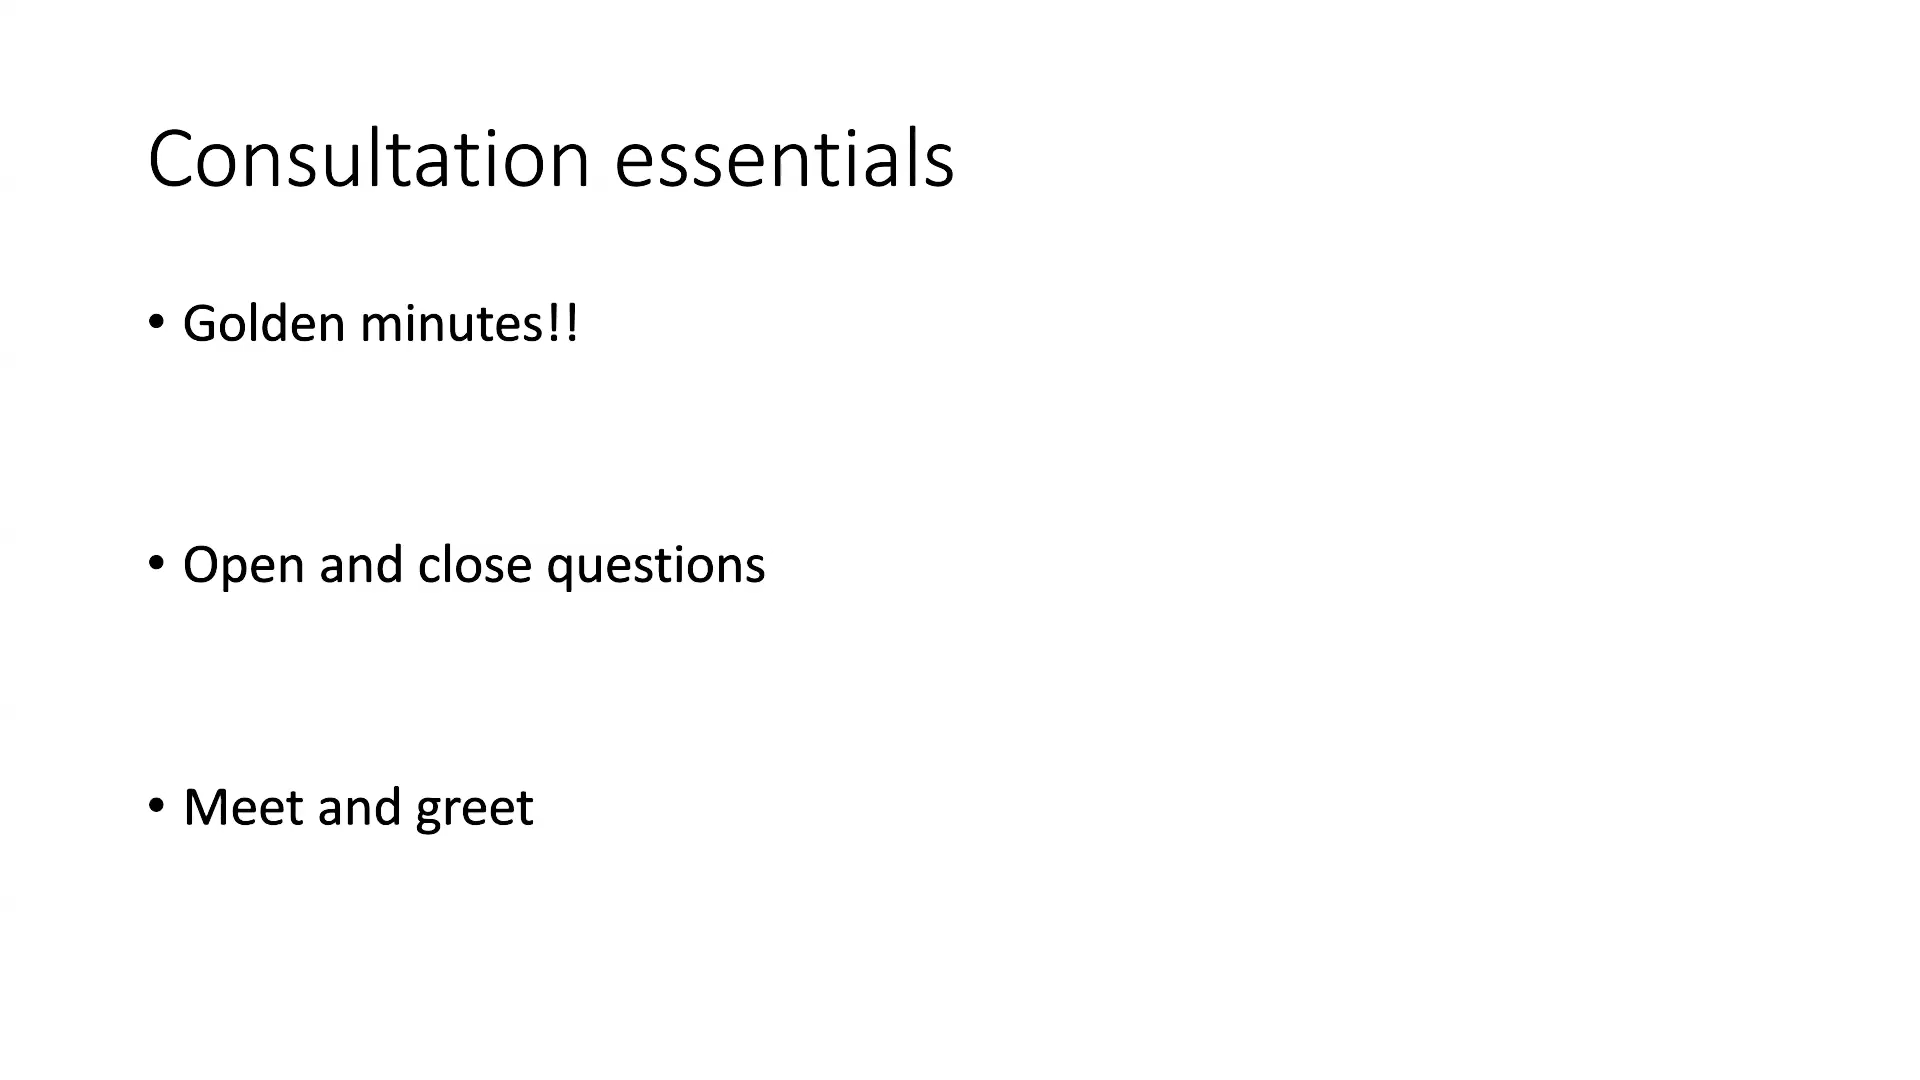 Consultation essentials
• Golden minutes!!
• Open and close questions
• Meet and greet